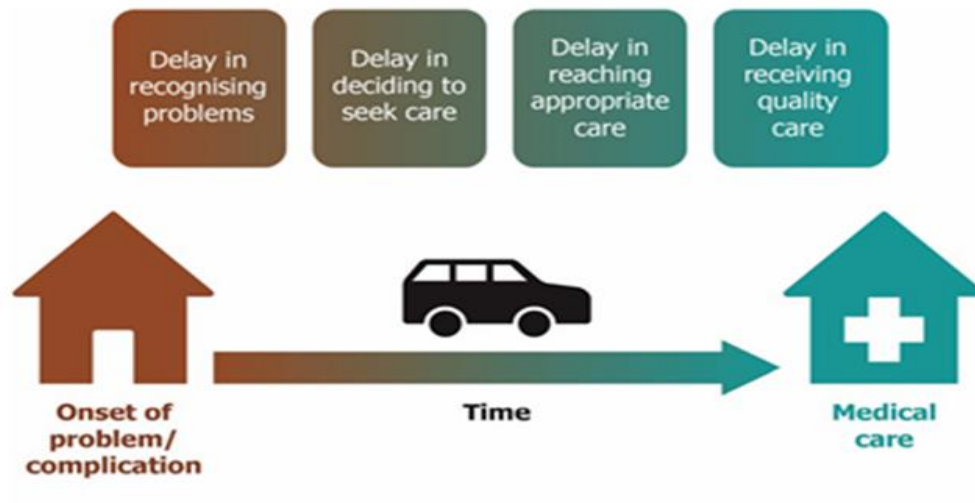 Delay in
recognising
problems
Delay in
deciding to
seek care
Delay in
reaching
appropriate
care
Delay in
receiving
quality
care
Onset of
problem/
complication
Time
Medical
care